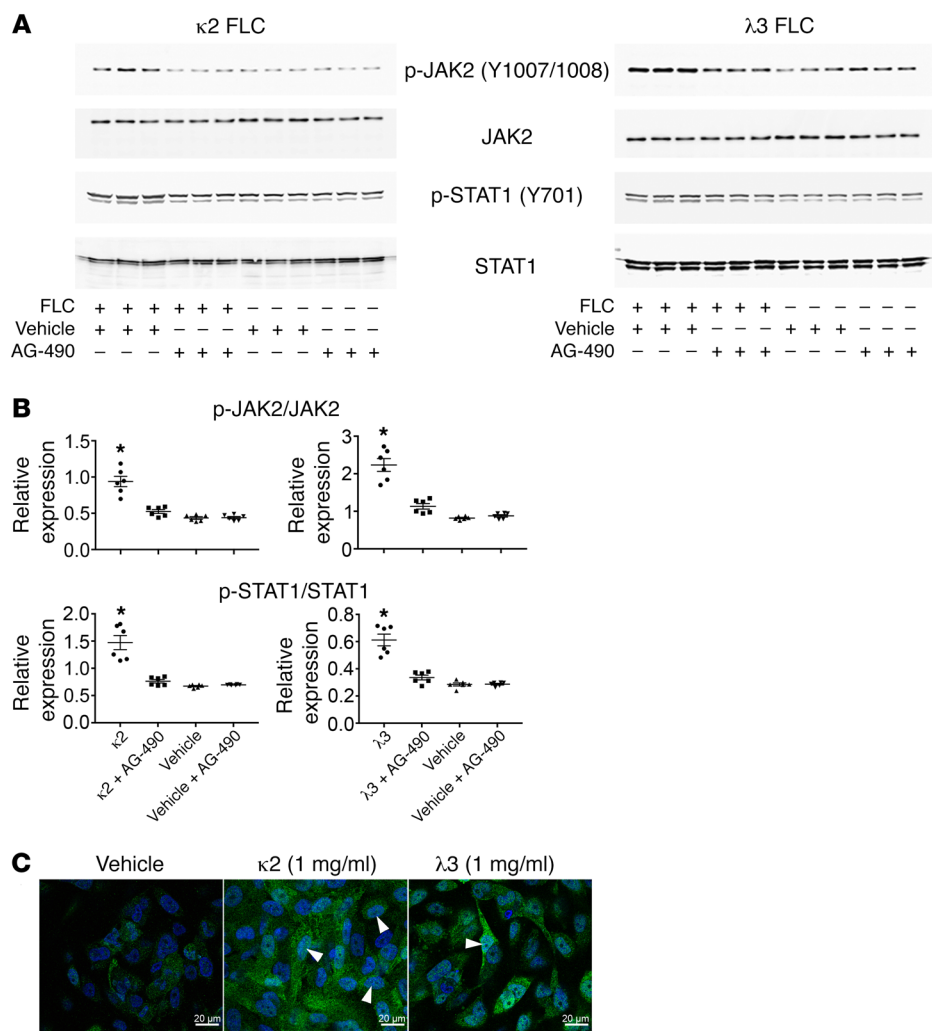 A
κ2 FLC
λ3 FLC
p-JAK2 (Y1007/1008)
JAK2
p-STAT1 (Y701)
STAT1
FLC + + + + + + – – – – – – FLC + + + + + + – – – – – –
Vehicle + + + – – – + + + – – – Vehicle + + + – – – + + + – – –
AG-490 – – – + + + – – – + + + AG-490 – – – + + + – – – + + +
B
p-JAK2/JAK2
Relative expression
1.5
1.0
0.5
0.0
*
Relative expression
3
2
1
0
*
p-STAT1/STAT1
Relative expression
2.0
1.5
1.0
0.5
0.0
*
κ2
κ2 + AG-490
Vehicle
Vehicle + AG-490
Relative expression
0.8
0.6
0.4
0.2
0.0
*
λ3
λ3 + AG-490
Vehicle
Vehicle + AG-490
C
Vehicle
κ2 (1 mg/ml)
λ3 (1 mg/ml)
20 µm
20 µm
20 µm